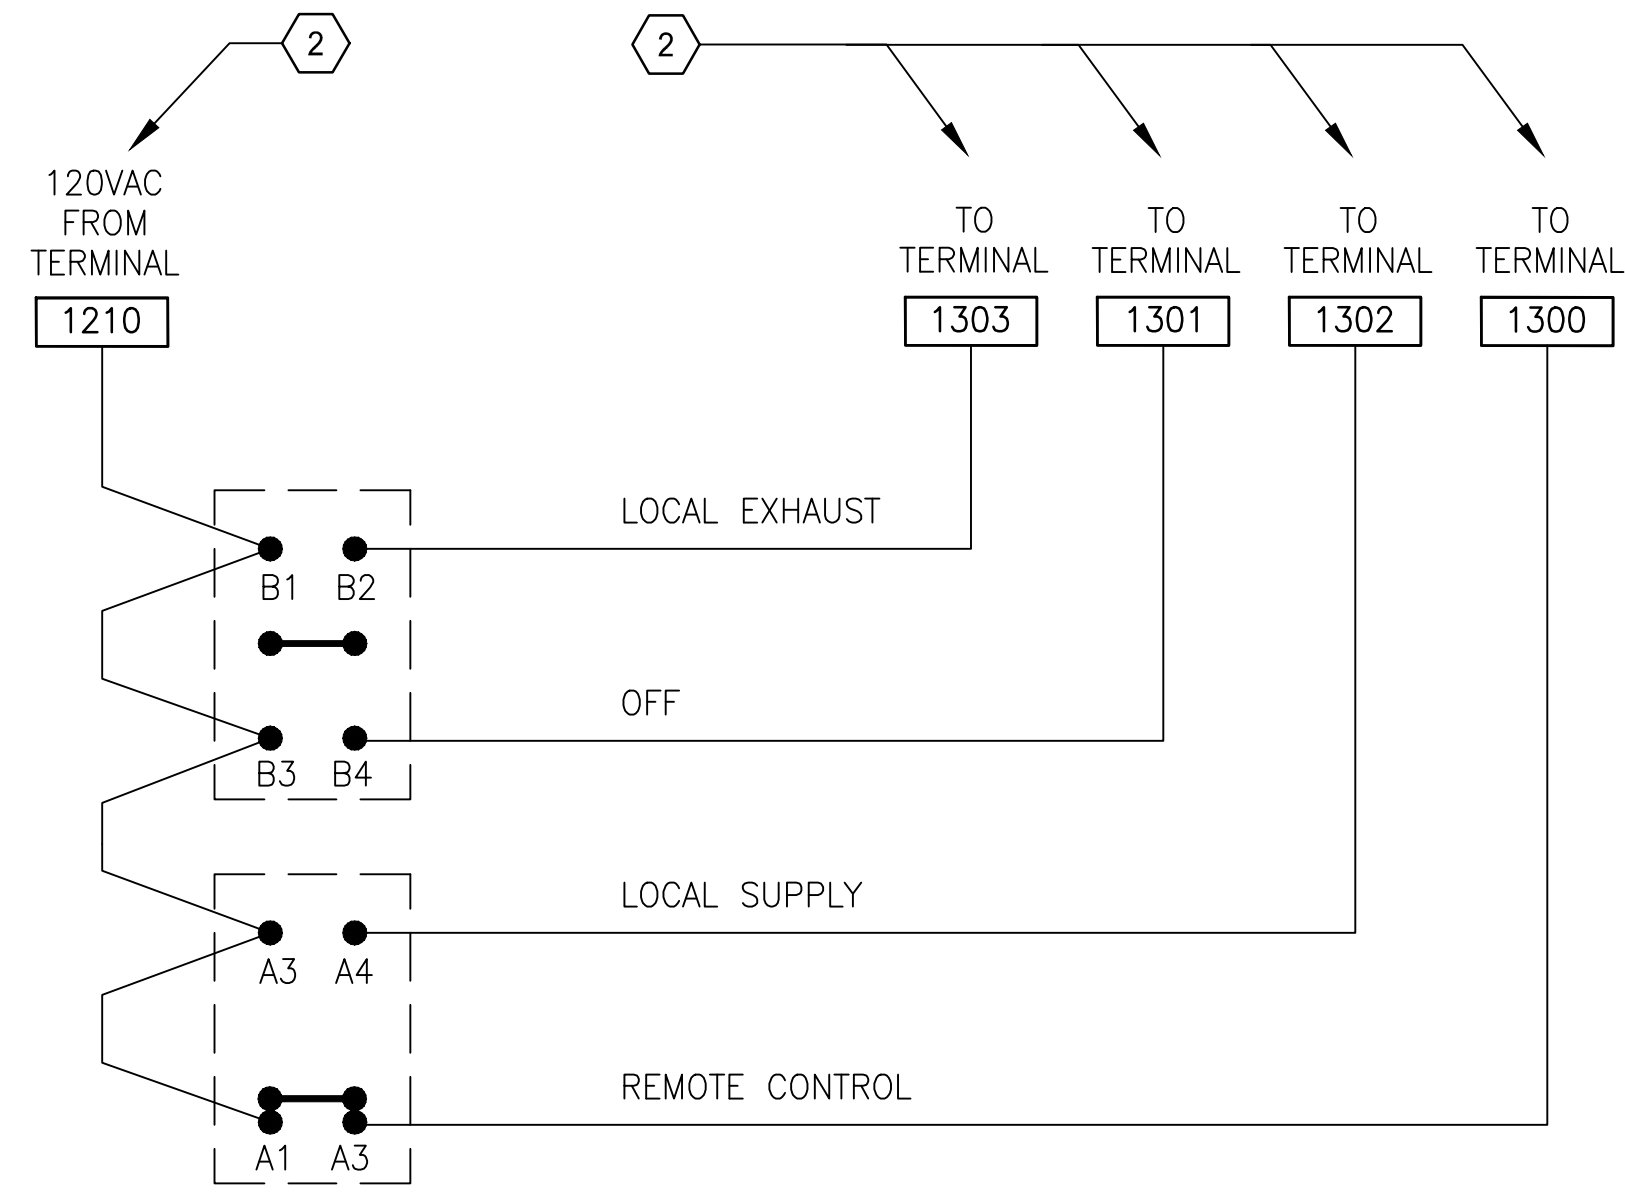 2
2
120VAC
FROM
TERMINAL
1210
TO
TERMINAL
1303
TO
TERMINAL
1301
TO
TERMINAL
1302
TO
TERMINAL
1300
LOCAL EXHAUST
B1 B2
OFF
B3 B4
LOCAL SUPPLY
A3 A4
REMOTE CONTROL
A1 A3